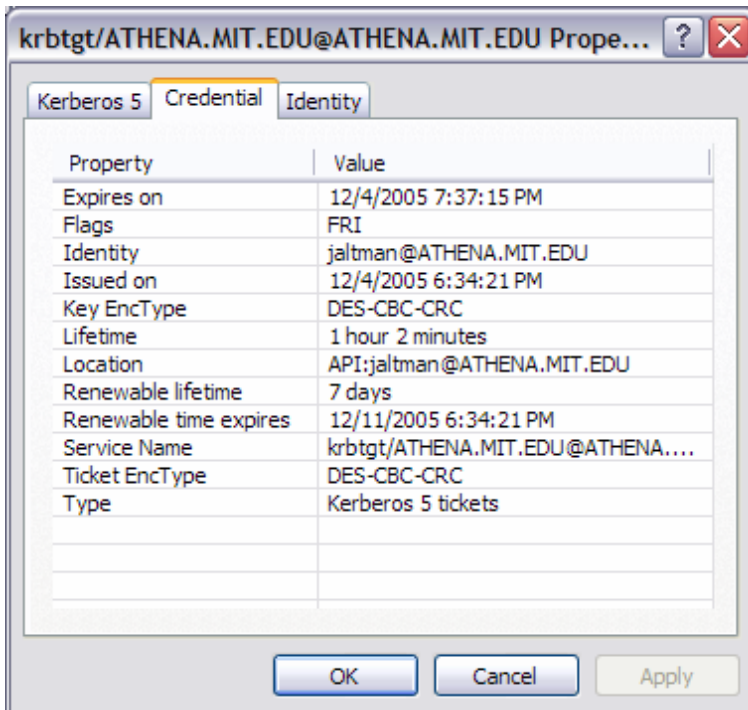 krbtgt/ATHENA.MIT.EDU@ATHENA.MIT.EDU Prope... ?
Kerberos 5 Credential Identity
Property Value
Expires on 12/4/2005 7:37:15 PM
Flags FRI
Identity jaltman@ATHENA.MIT.EDU
Issued on 12/4/2005 6:34:21 PM
Key EncType DES-CBC-CRC
Lifetime 1 hour 2 minutes
Location API:jaltman@ATHENA.MIT.EDU
Renewable lifetime 7 days
Renewable time expires 12/11/2005 6:34:21 PM
Service Name krbtgt/ATHENA.MIT.EDU@ATHENA....
Ticket EncType DES-CBC-CRC
Type Kerberos 5 tickets
OK Cancel Apply